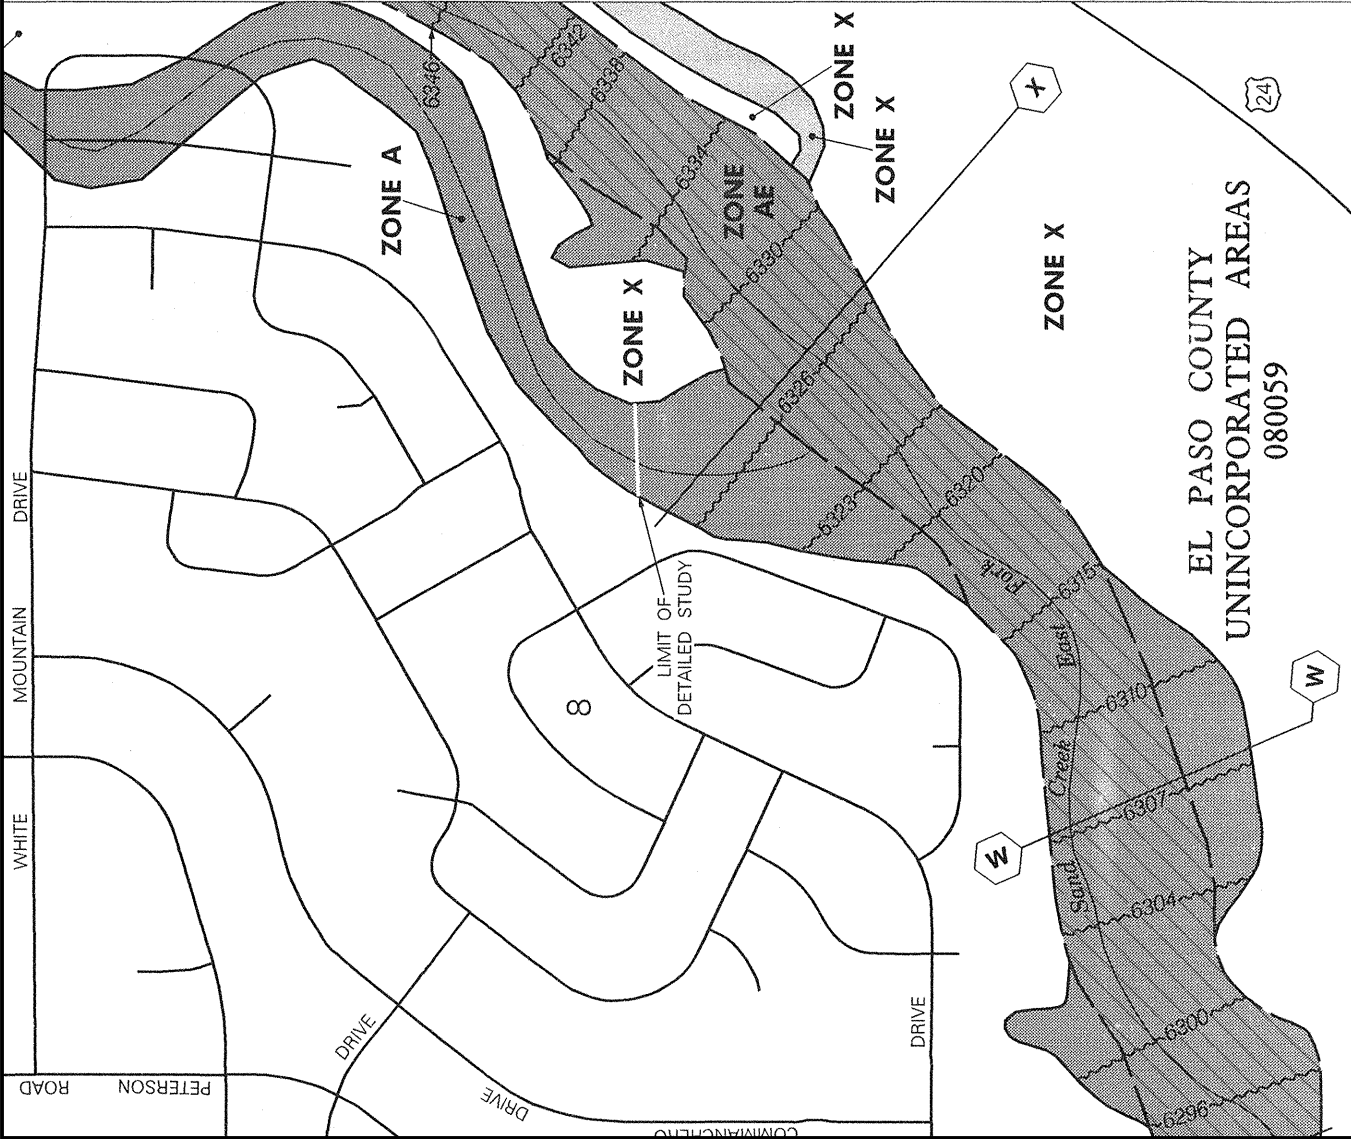 6346
6342
6338
6334
6330
6326
6323
6320
6315
6310
6307
6304
6300
6296
ZONE A
ZONE X
ZONE
AE
ZONE X
ZONE X
ZONE X
X
24
EL PASO COUNTY
UNINCORPORATED AREAS
080059
LIMIT OF
DETAILED STUDY
8
Sand Creek East Fork
W
W
WHITE MOUNTAIN DRIVE
PETERSON ROAD
DRIVE
DRIVE
DRIVE
COMMANCHERO